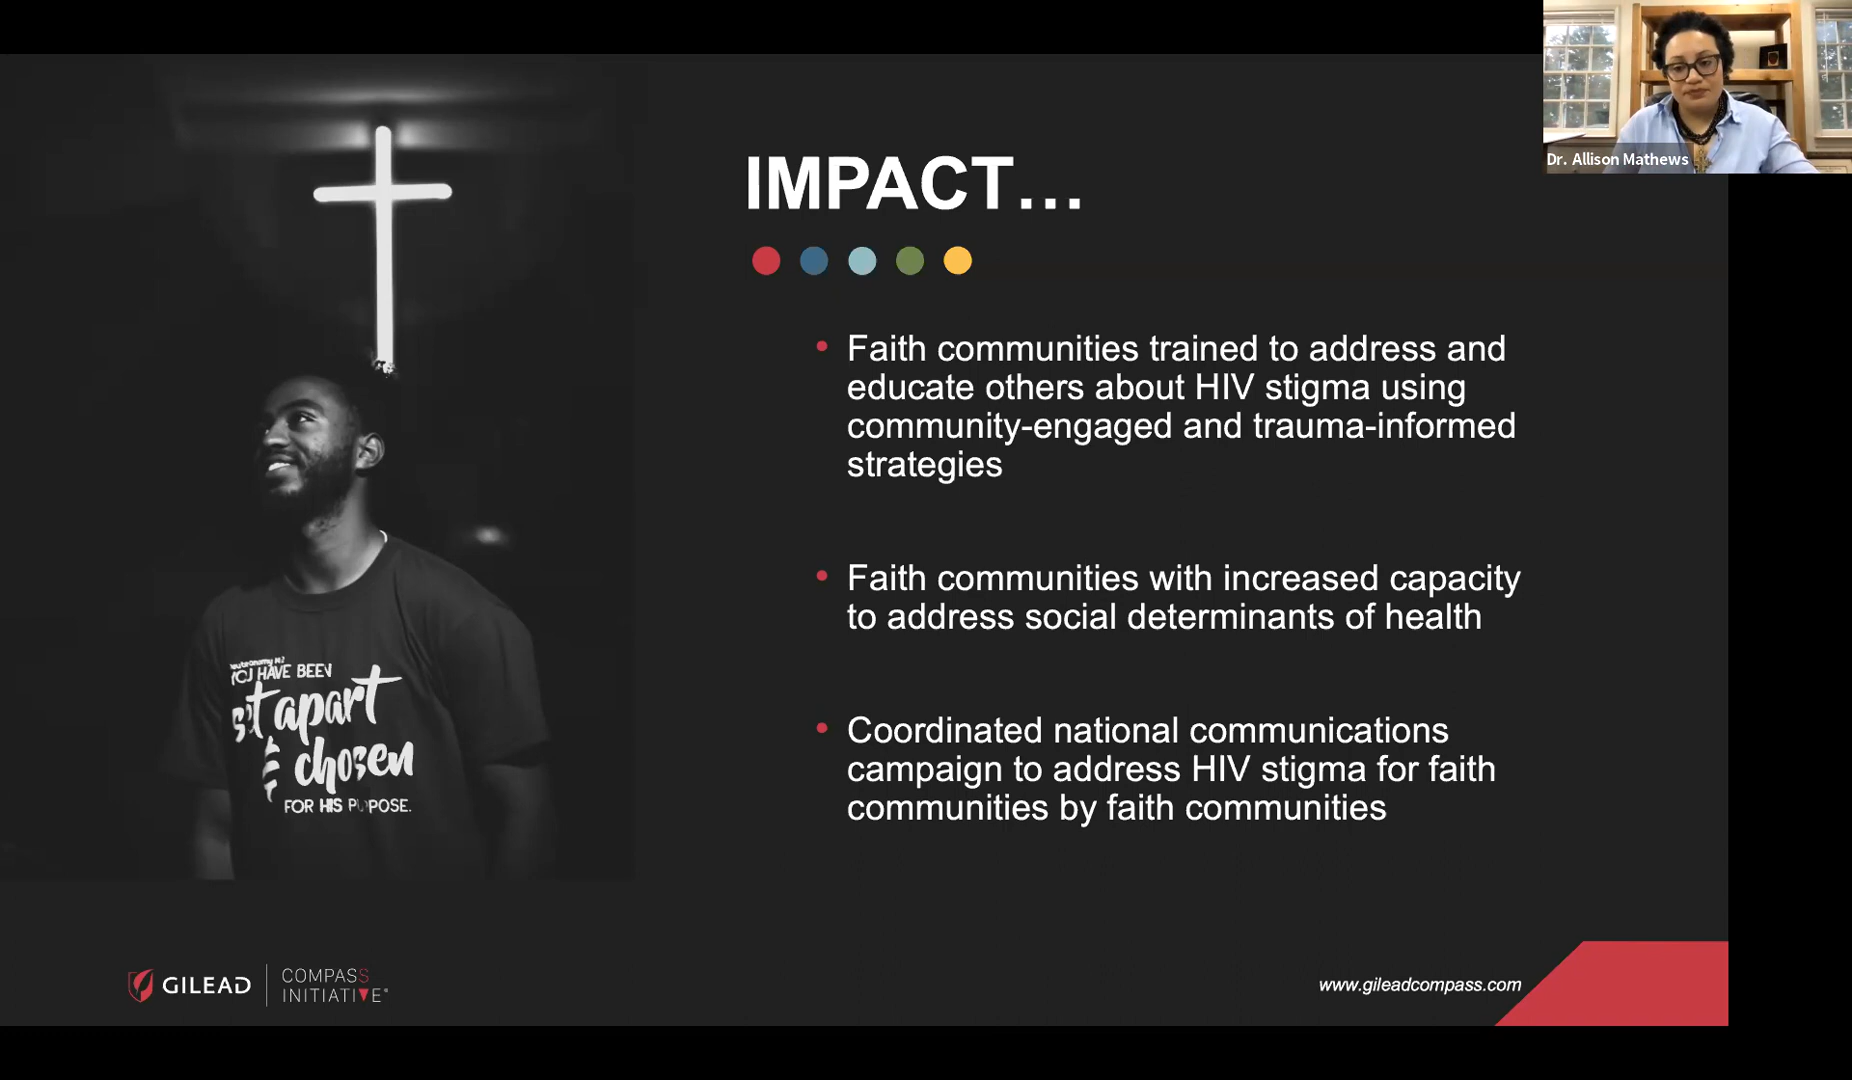 Dr. Allison Mathews
IMPACT...
• Faith communities trained to address and
educate others about HIV stigma using
community-engaged and trauma-informed
strategies
• Faith communities with increased capacity
to address social determinants of health
• Coordinated national communications
campaign to address HIV stigma for faith
communities by faith communities
HAVE BEEN
apart
chosen
FOR HIS
GILEAD
COMPASS
INITIATIVE®
www.gileadcompass.com